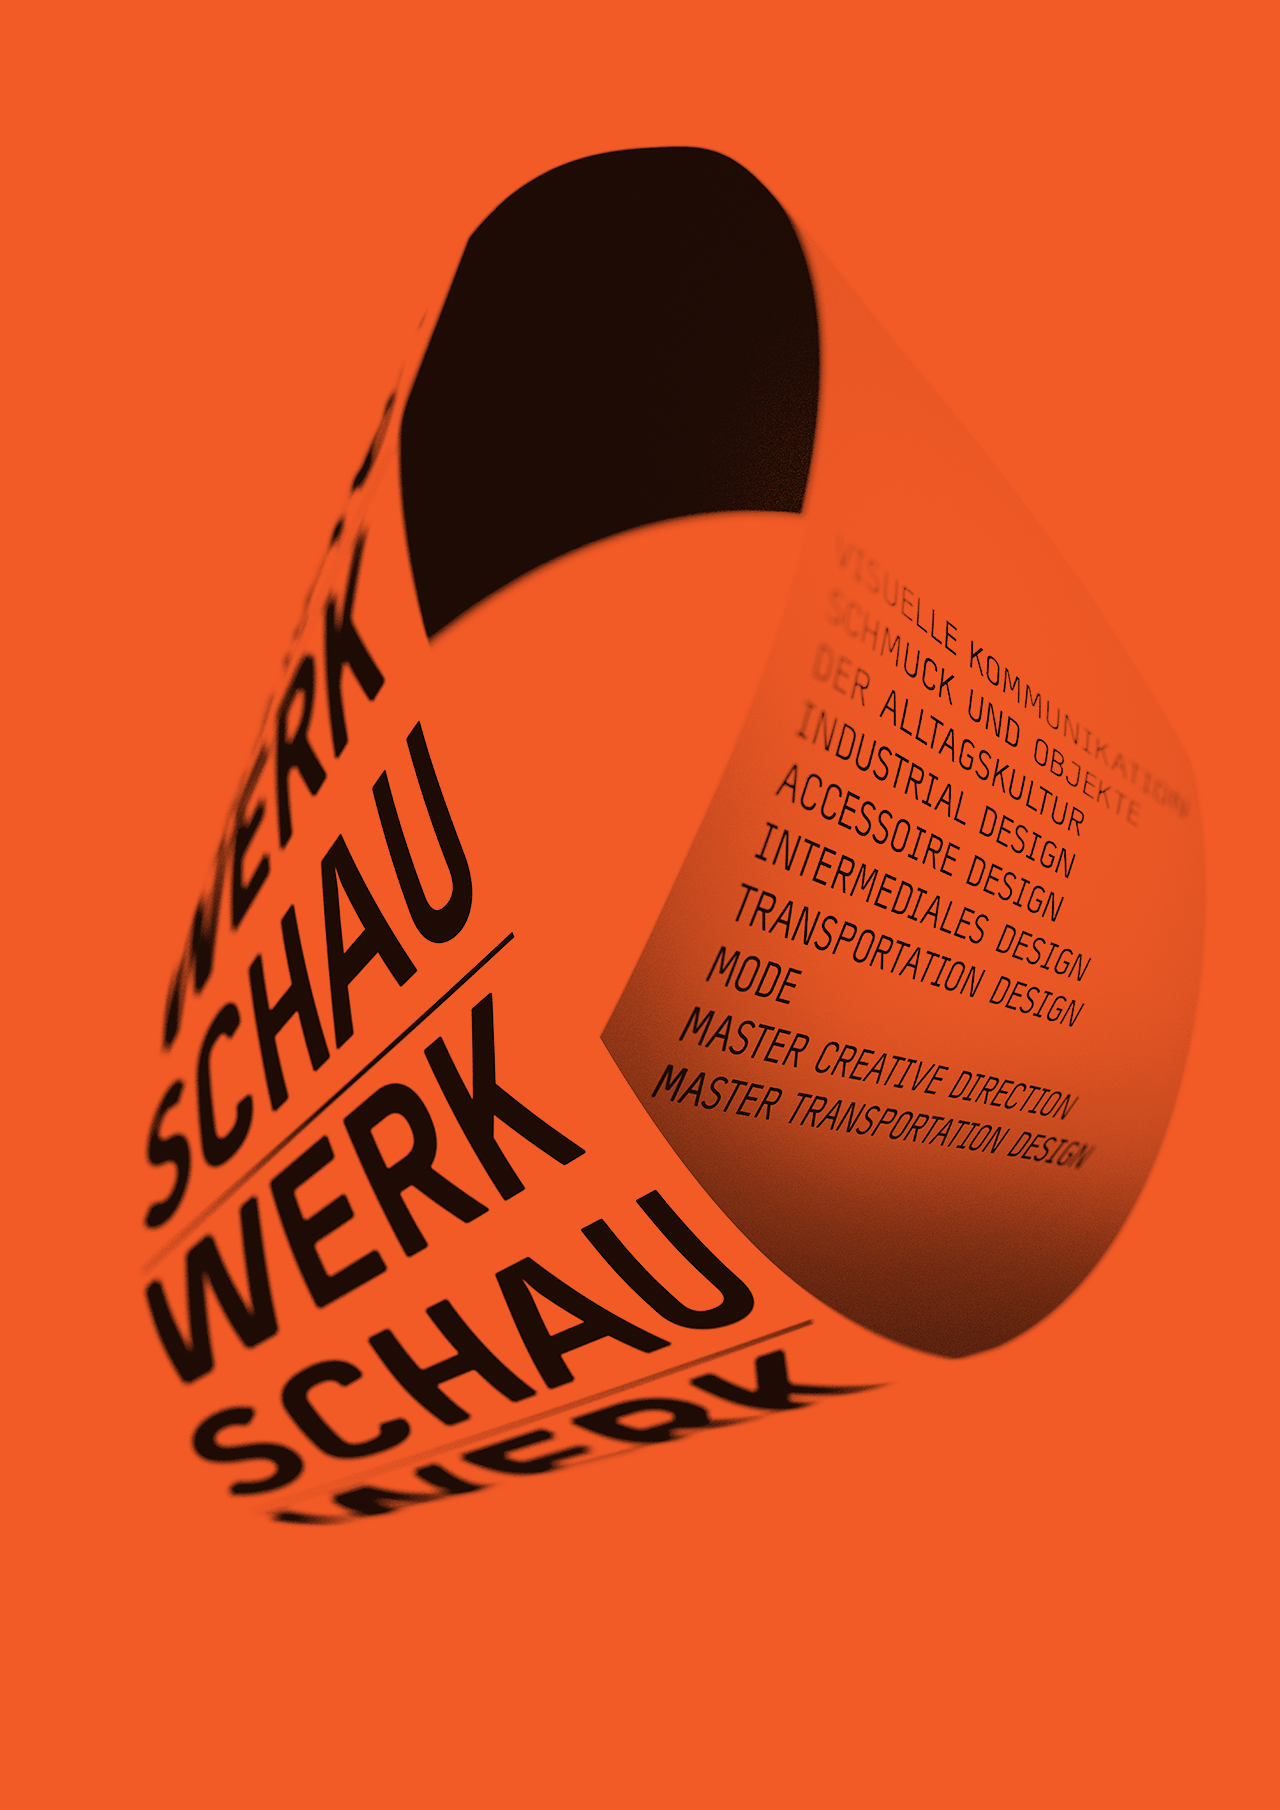 WERK
SCHAU
WERK
SCHAU
WERK
VISUELLE KOMMUNIKATION
SCHMUCK UND OBJEKTE
DER ALLTAGSKULTUR
INDUSTRIAL DESIGN
ACCESSOIRE DESIGN
INTERMEDIALES DESIGN
TRANSPORTATION DESIGN
MODE
MASTER CREATIVE DIRECTION
MASTER TRANSPORTATION DESIGN